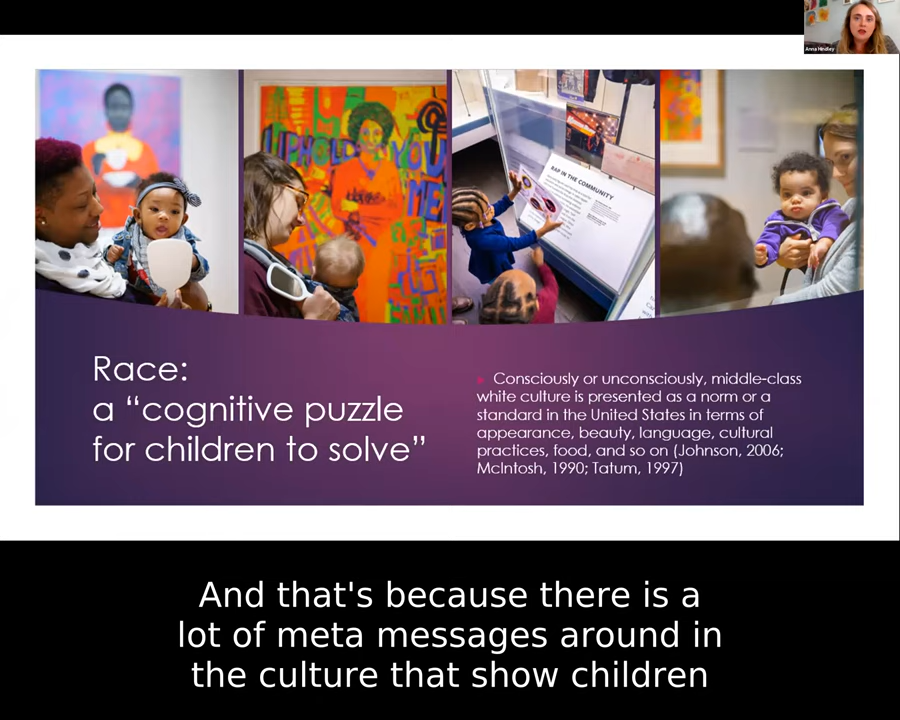 Anna Hindley
UPHOLD YOUR
MEN
RAP IN THE COMMUNITY
Race:
a “cognitive puzzle
for children to solve”
Consciously or unconsciously, middle-class
white culture is presented as a norm or a
standard in the United States in terms of
appearance, beauty, language, cultural
practices, food, and so on (Johnson, 2006;
McIntosh, 1990; Tatum, 1997)
And that's because there is a
lot of meta messages around in
the culture that show children